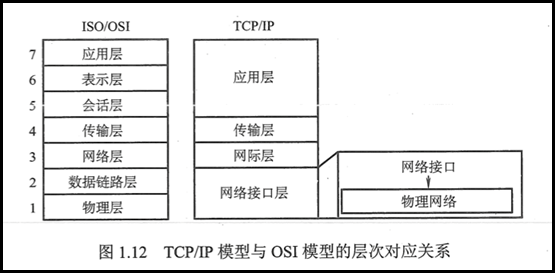 ISO/OSI TCP/IP
7 应用层
6 表示层
5 会话层
4 传输层
3 网络层
2 数据链路层
1 物理层
应用层
传输层
网际层
网络接口层
网络接口
物理网络
图 1.12 TCP/IP 模型与 OSI 模型的层次对应关系